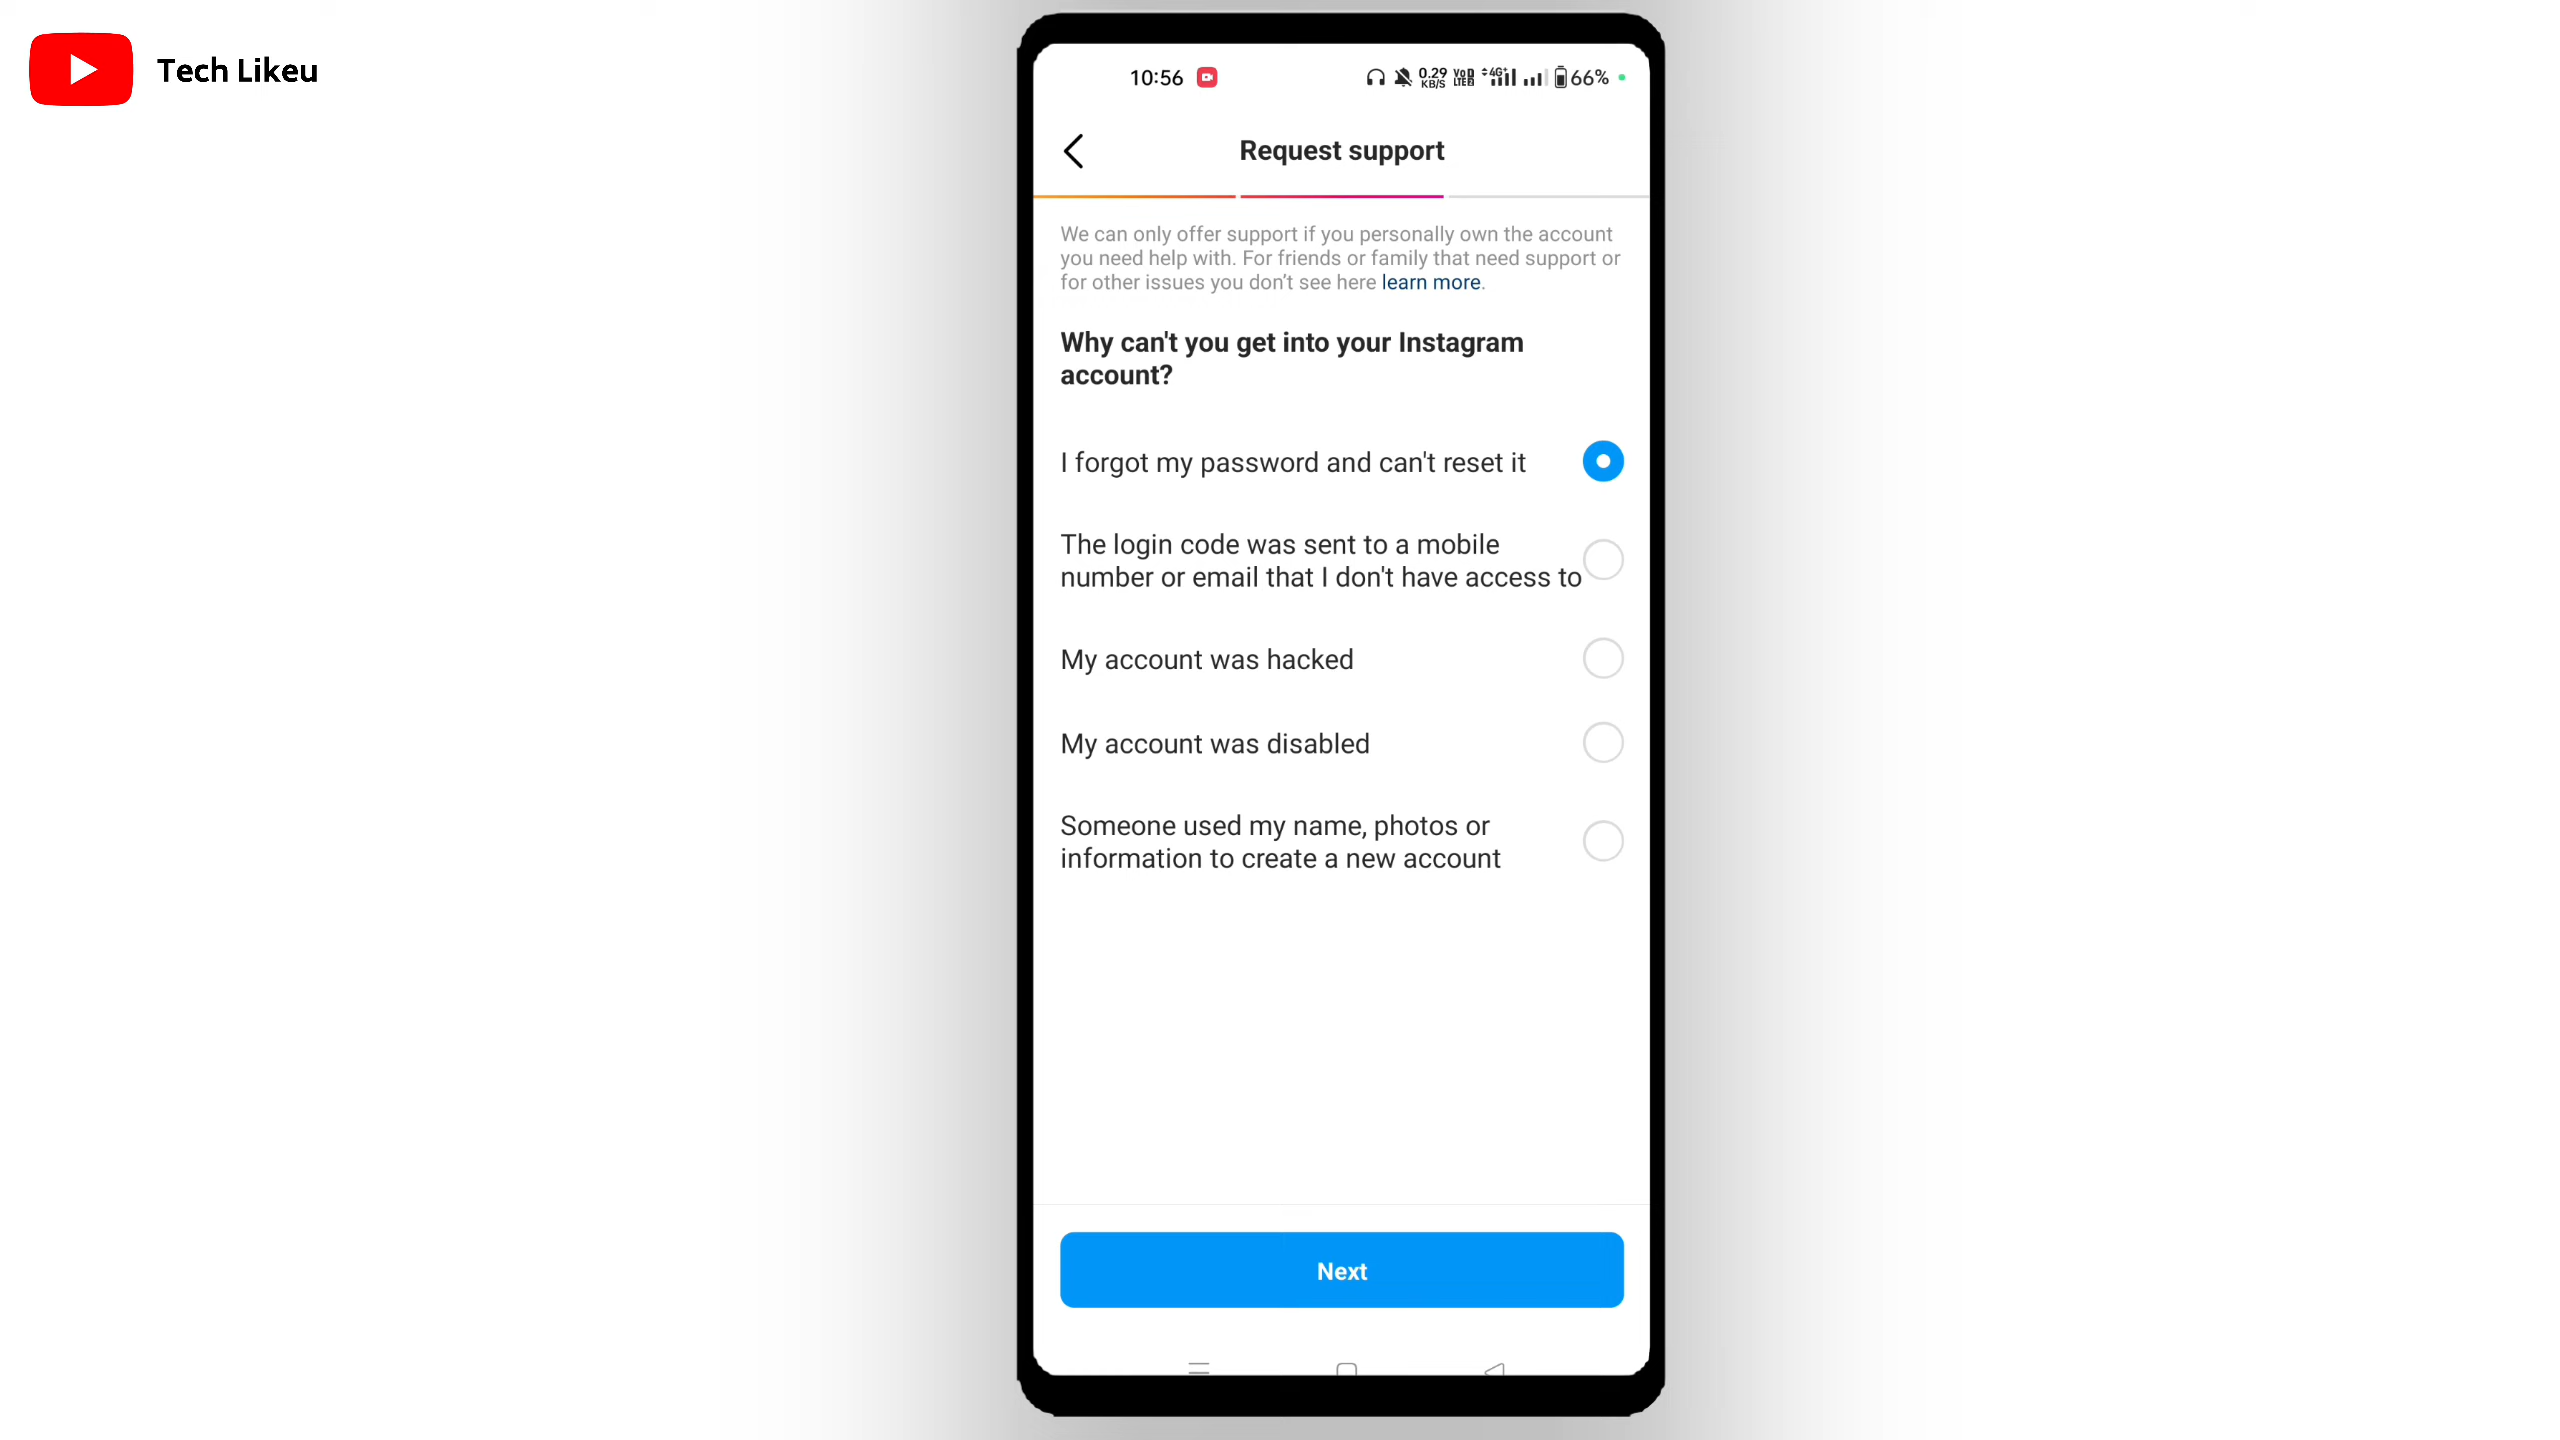 Tech Likeu
10:56
0.29
KB/S
4G+
66%
Request support
We can only offer support if you personally own the account
you need help with. For friends or family that need support or
for other issues you don't see here learn more.
Why can't you get into your Instagram
account?
I forgot my password and can't reset it
The login code was sent to a mobile
number or email that I don't have access to
My account was hacked
My account was disabled
Someone used my name, photos or
information to create a new account
Next